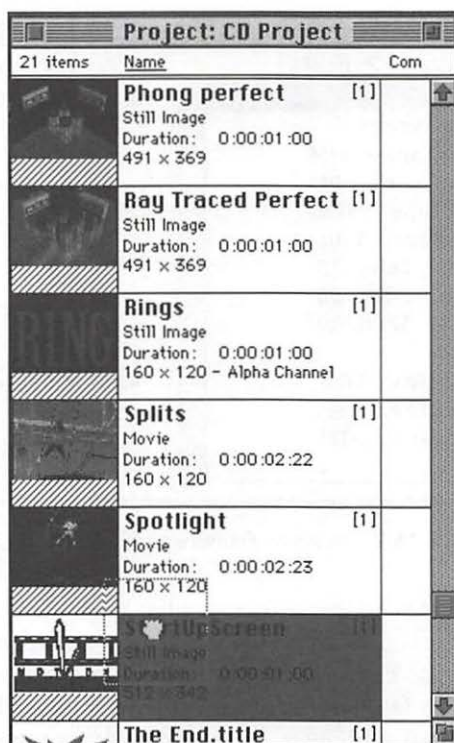 Project: CD Project
21 items Name Com
Phong perfect [1]
Still Image
Duration: 0:00:01:00
491 × 369
Ray Traced Perfect [1]
Still Image
Duration: 0:00:01:00
491 × 369
RING
Rings [1]
Still Image
Duration: 0:00:01:00
160 × 120 - Alpha Channel
Splits [1]
Movie
Duration: 0:00:02:22
160 × 120
Spotlight [1]
Movie
Duration: 0:00:02:23
160 × 120
StartUpScreen [1]
Still Image
Duration: 0:00:01:00
512 × 342
The End.title [1]